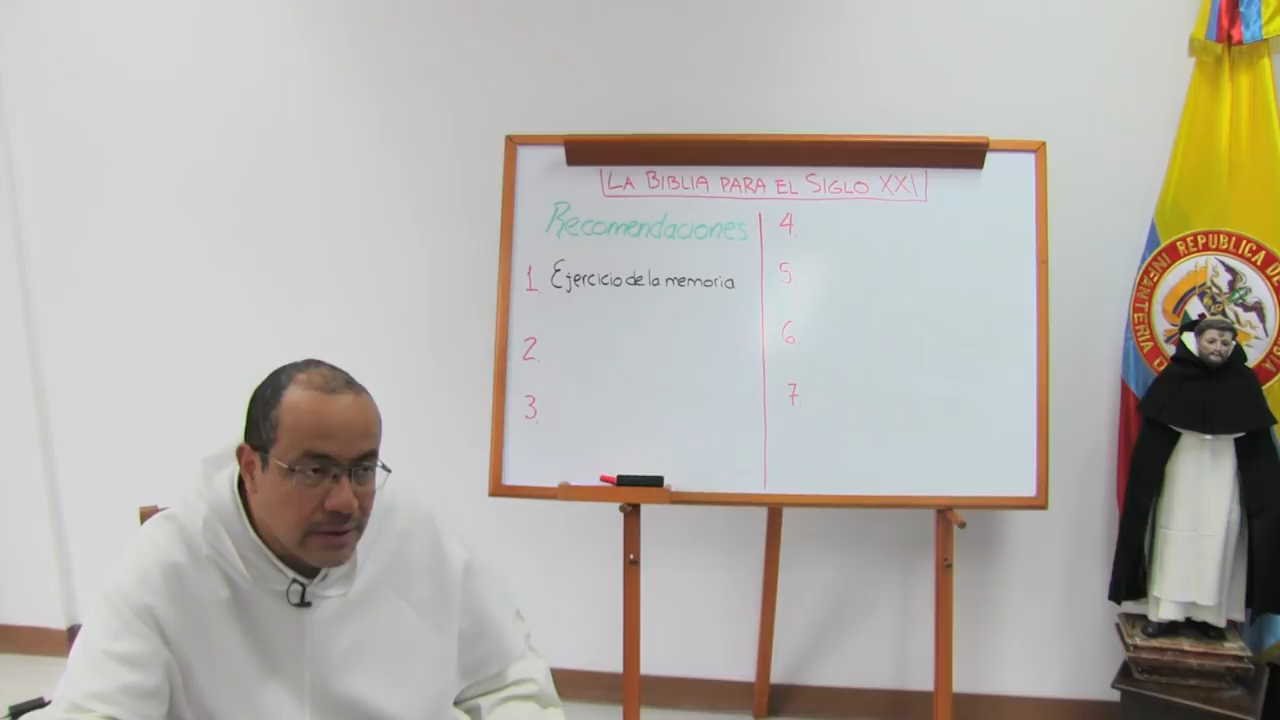 LA BIBLIA PARA EL SIGLO XXI
Recomendaciones
1. Ejercicio de la memoria
2.
3.
4.
5
6.
7.
REPUBLICA DE
INFANTERIA D